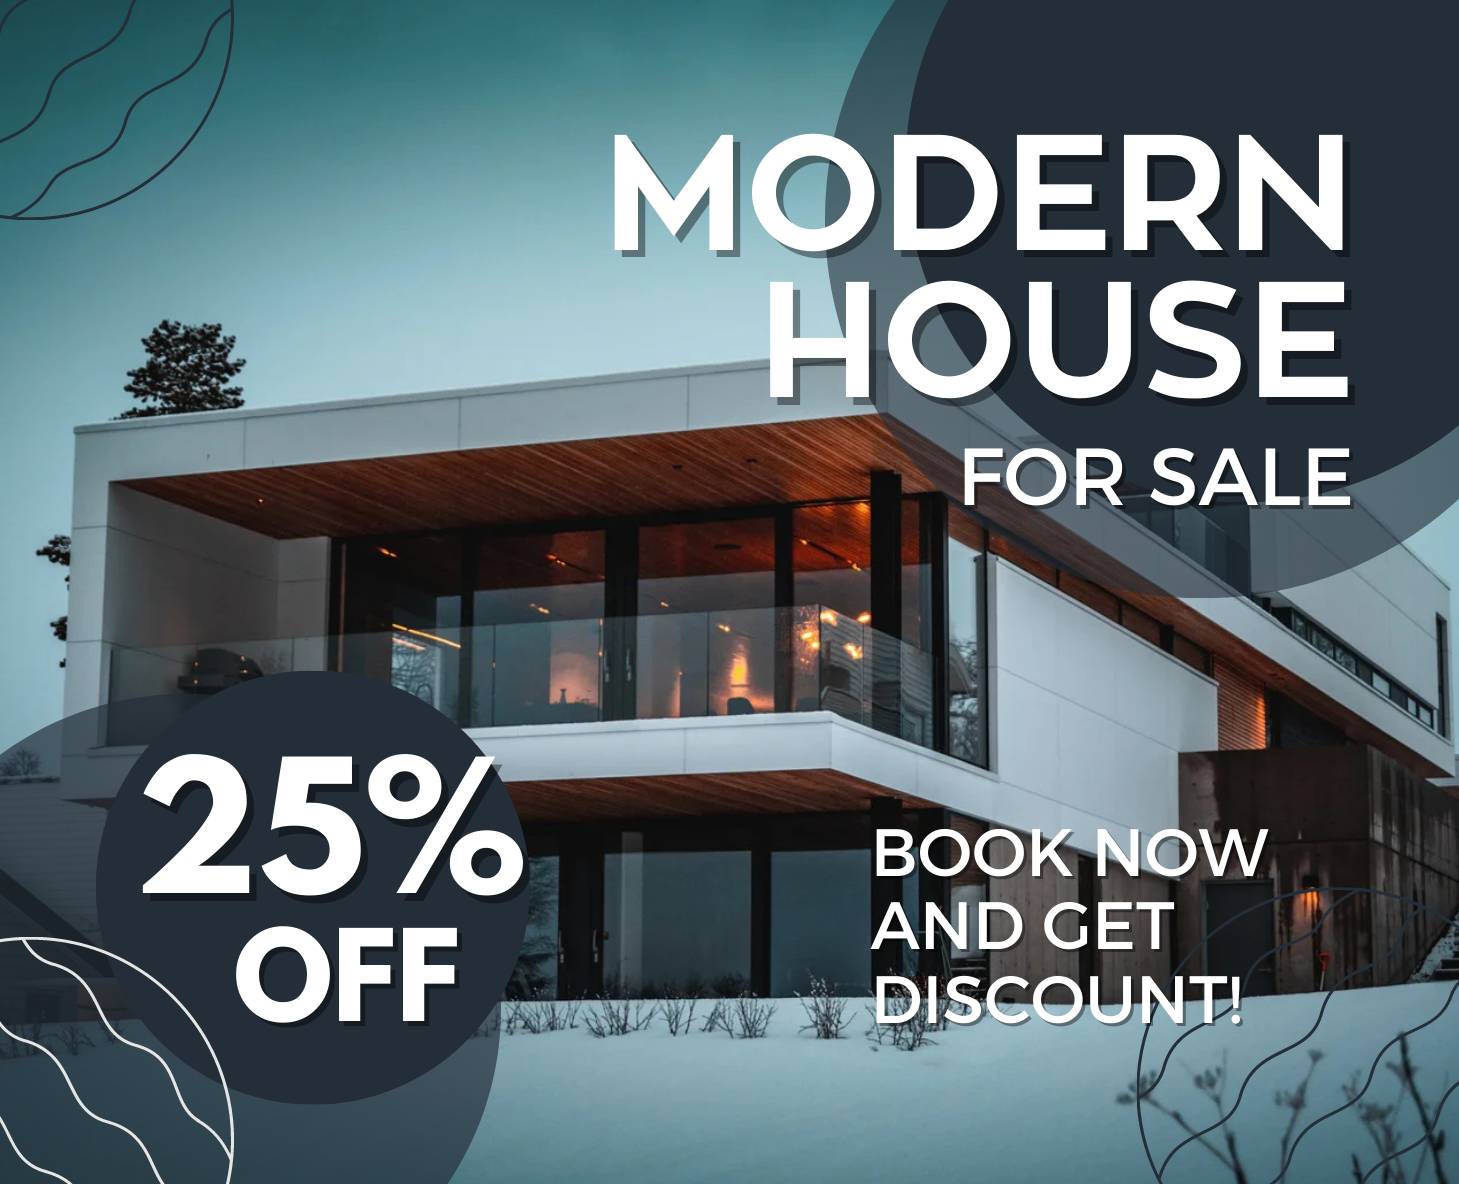 MODERN
HOUSE
FOR SALE
25%
OFF
BOOK NOW
AND GET
DISCOUNT!